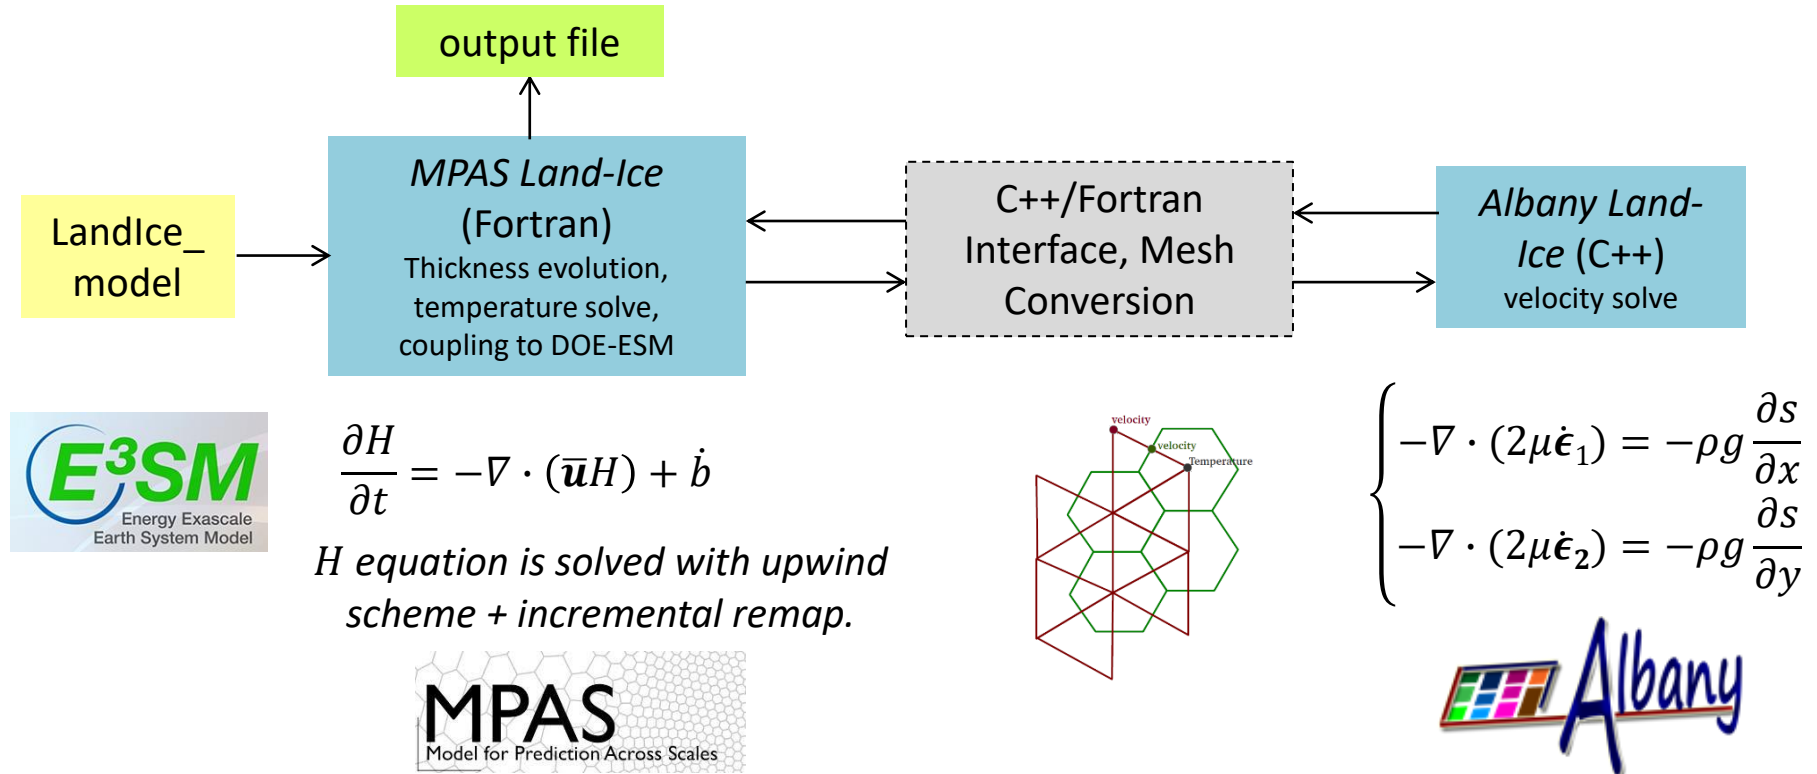 output file
MPAS Land-Ice
(Fortran)
Thickness evolution,
temperature solve,
coupling to DOE-ESM
LandIce_
model
C++/Fortran
Interface, Mesh
Conversion
Albany Land-
Ice (C++)
velocity solve
E³SM
Energy Exascale
Earth System Model
∂H/∂t = −∇ · (u̅H) + ḃ
H equation is solved with upwind
scheme + incremental remap.
MPAS
Model for Prediction Across Scales
velocity
velocity
Temperature
−∇ · (2μϵ̇₁) = −ρg ∂s/∂x
−∇ · (2μϵ̇₂) = −ρg ∂s/∂y
Albany